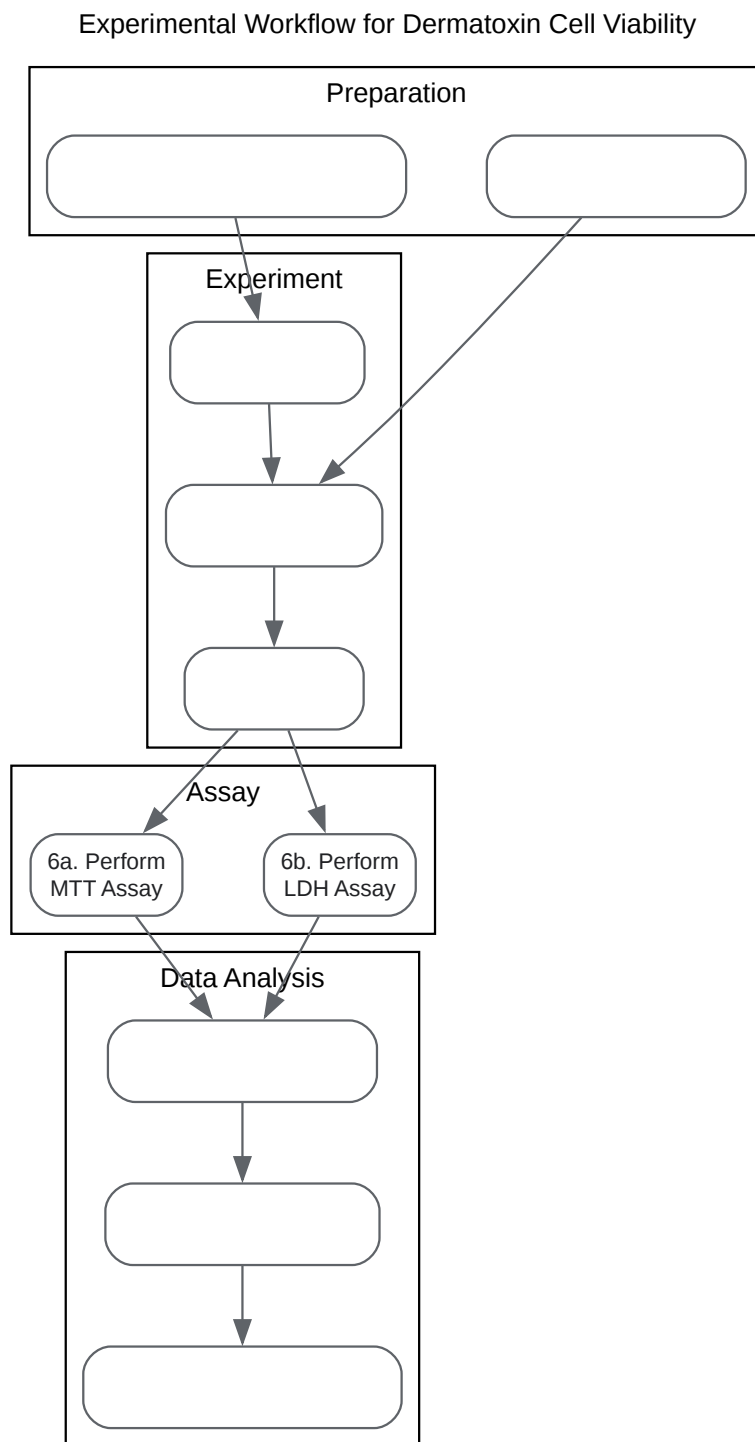 Experimental Workflow for Dermatoxin Cell Viability
Preparation
Experiment
Assay
6a. Perform
MTT Assay
6b. Perform
LDH Assay
Data Analysis